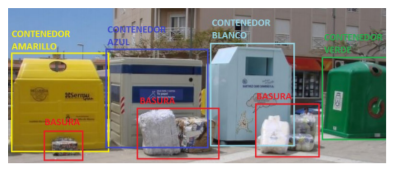 CONTENEDOR
AMARILLO
CONTENEDOR
AZUL
CONTENEDOR
BLANCO
CONTENEDOR
VERDE
BASURA
BASURA
BASURA